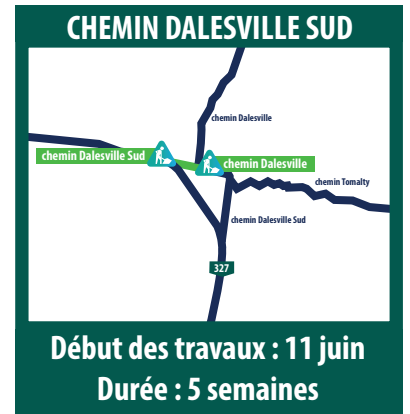 CHEMIN DALESVILLE SUD
chemin Dalesville
chemin Dalesville Sud
chemin Dalesville
chemin Tomalty
chemin Dalesville Sud
327
Début des travaux : 11 juin
Durée : 5 semaines